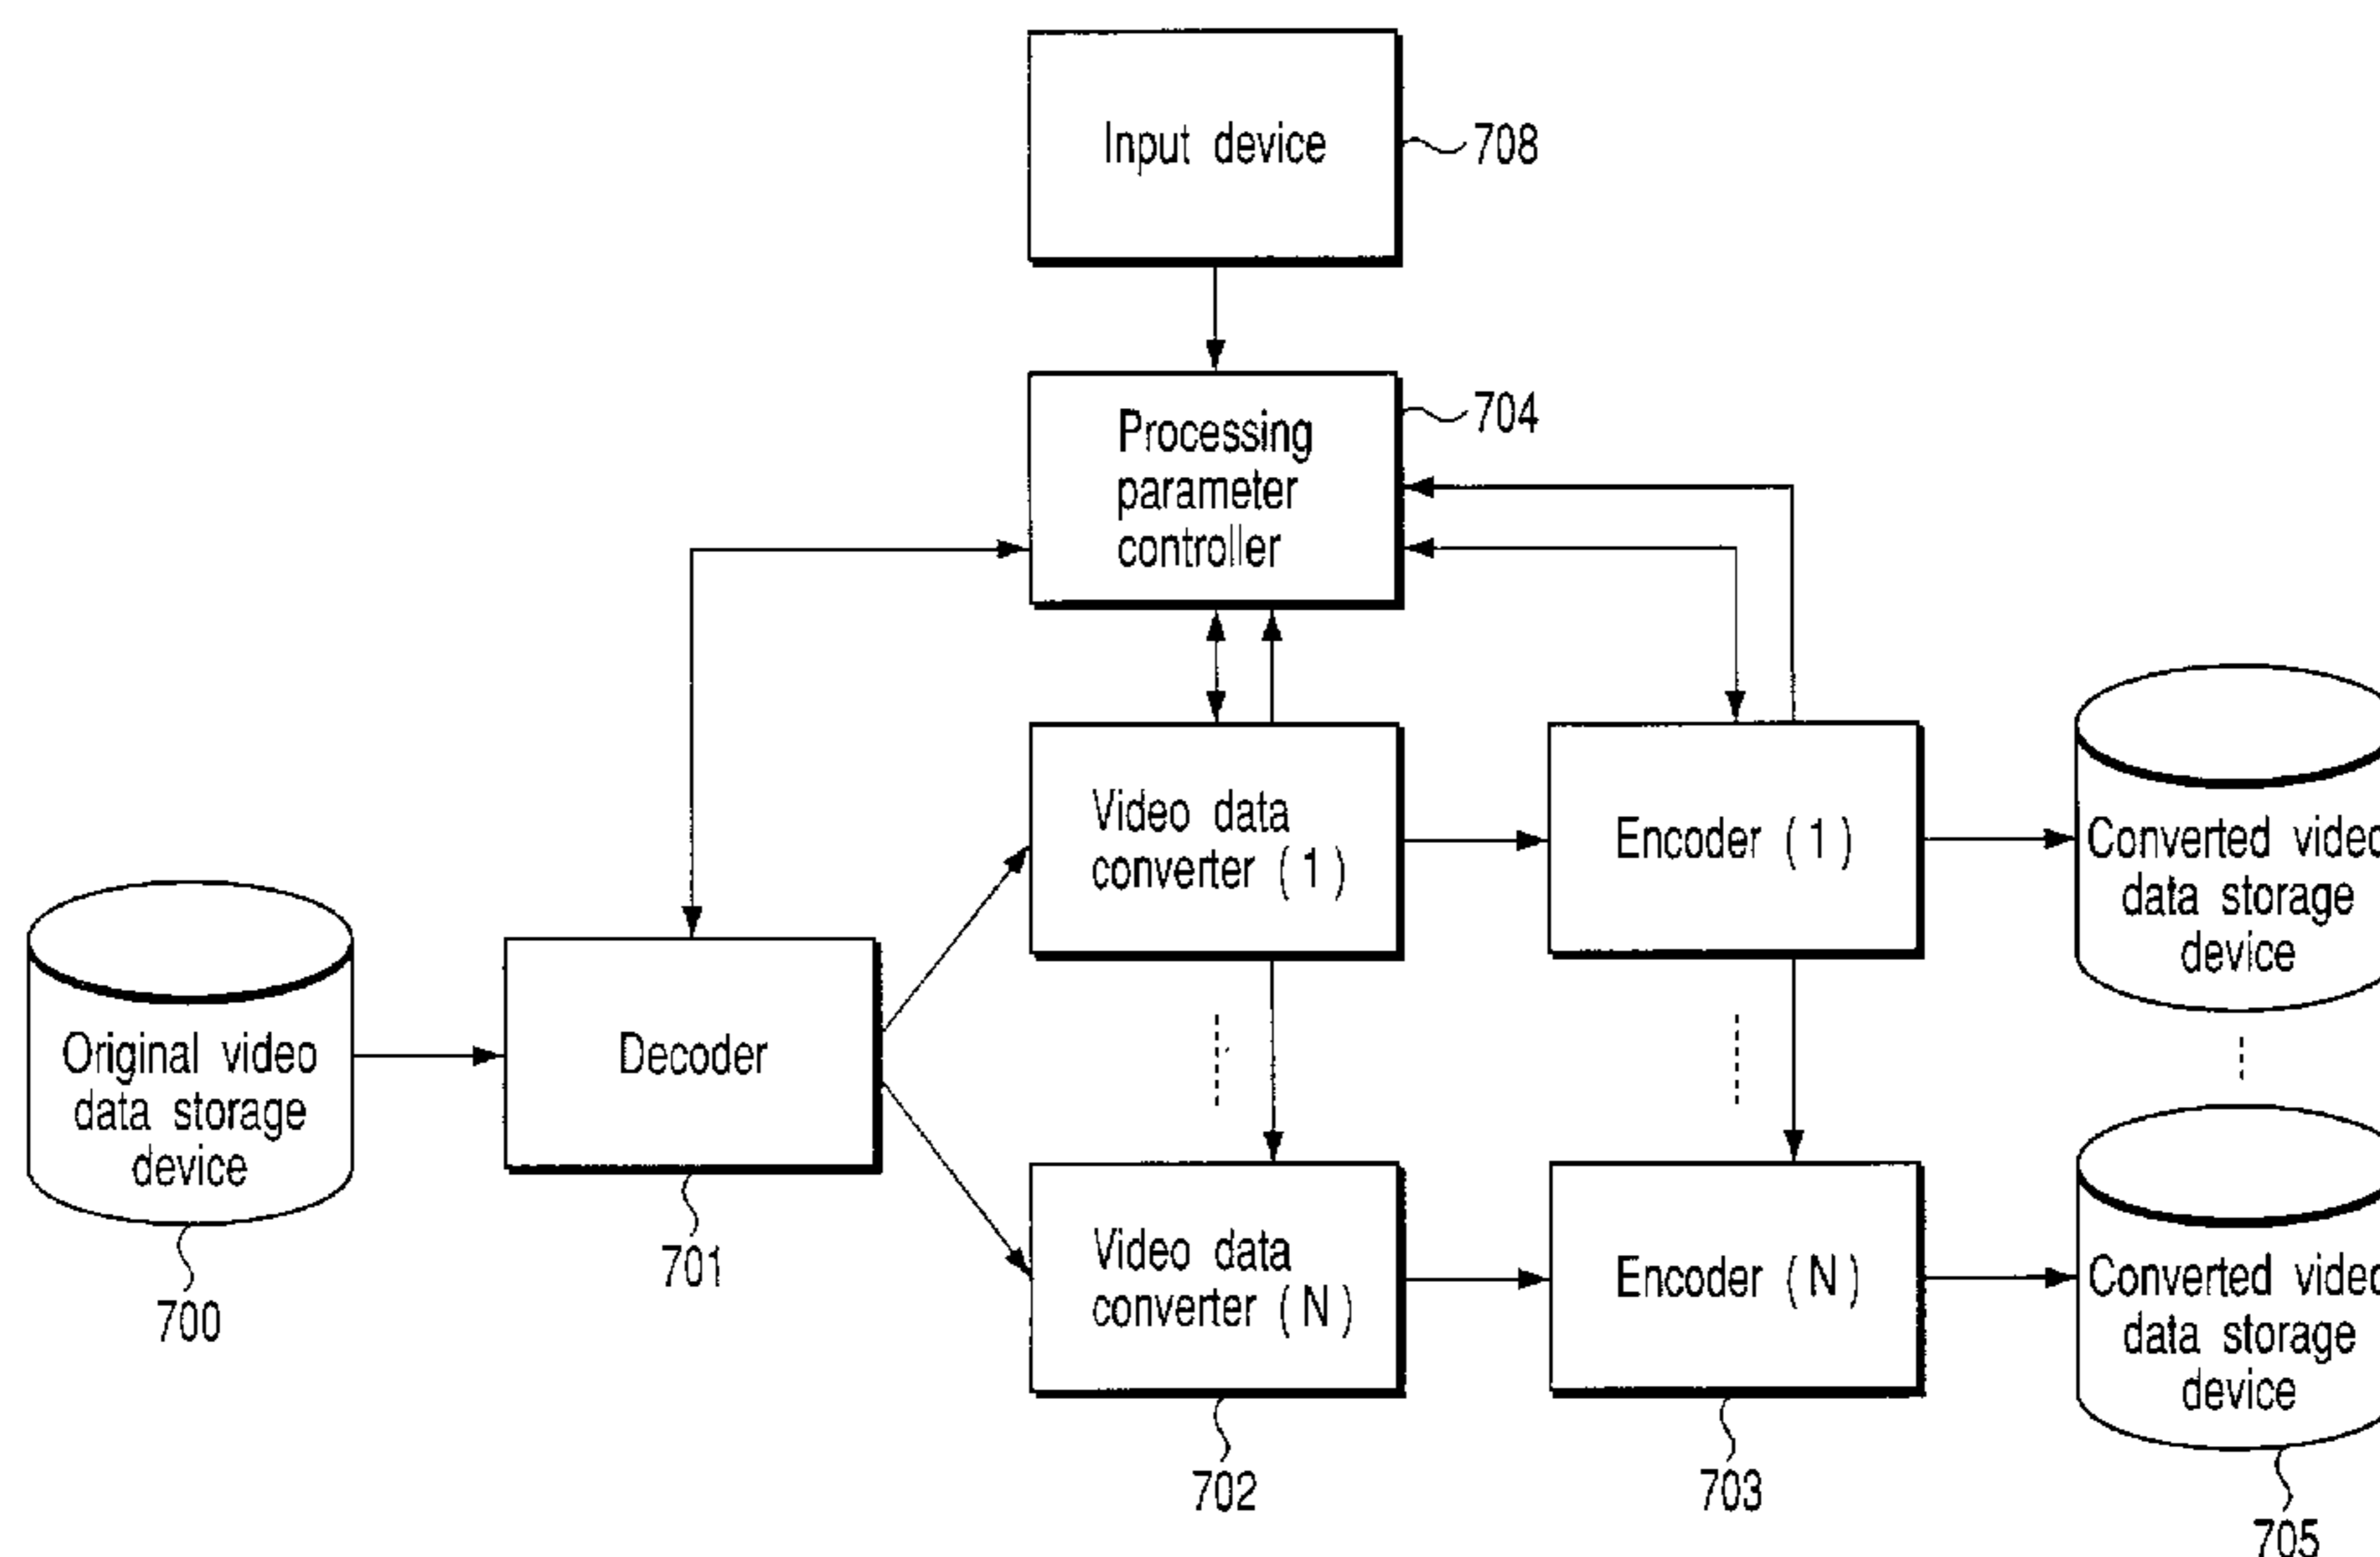 Input device
708
Processing
parameter
controller
704
Video data
converter (1)
Encoder (1)
Converted video
data storage
device
Original video
data storage
device
700
Decoder
701
Video data
converter (N)
702
Encoder (N)
703
Converted video
data storage
device
705